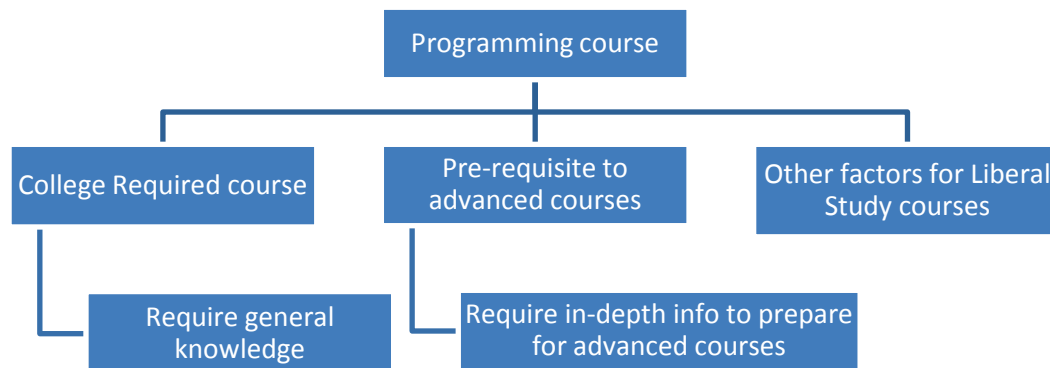 Programming course
College Required course
Pre-requisite to
advanced courses
Other factors for Liberal
Study courses
Require general
knowledge
Require in-depth info to prepare
for advanced courses